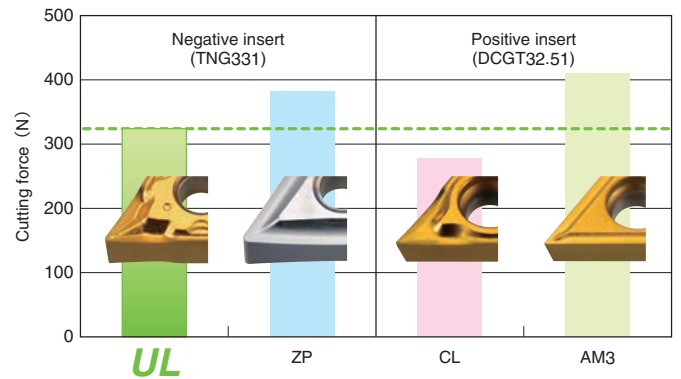 500
400
300
200
100
0
Cutting force (N)
Negative insert
(TNG331)
Positive insert
(DCGT32.51)
UL
ZP
CL
AM3